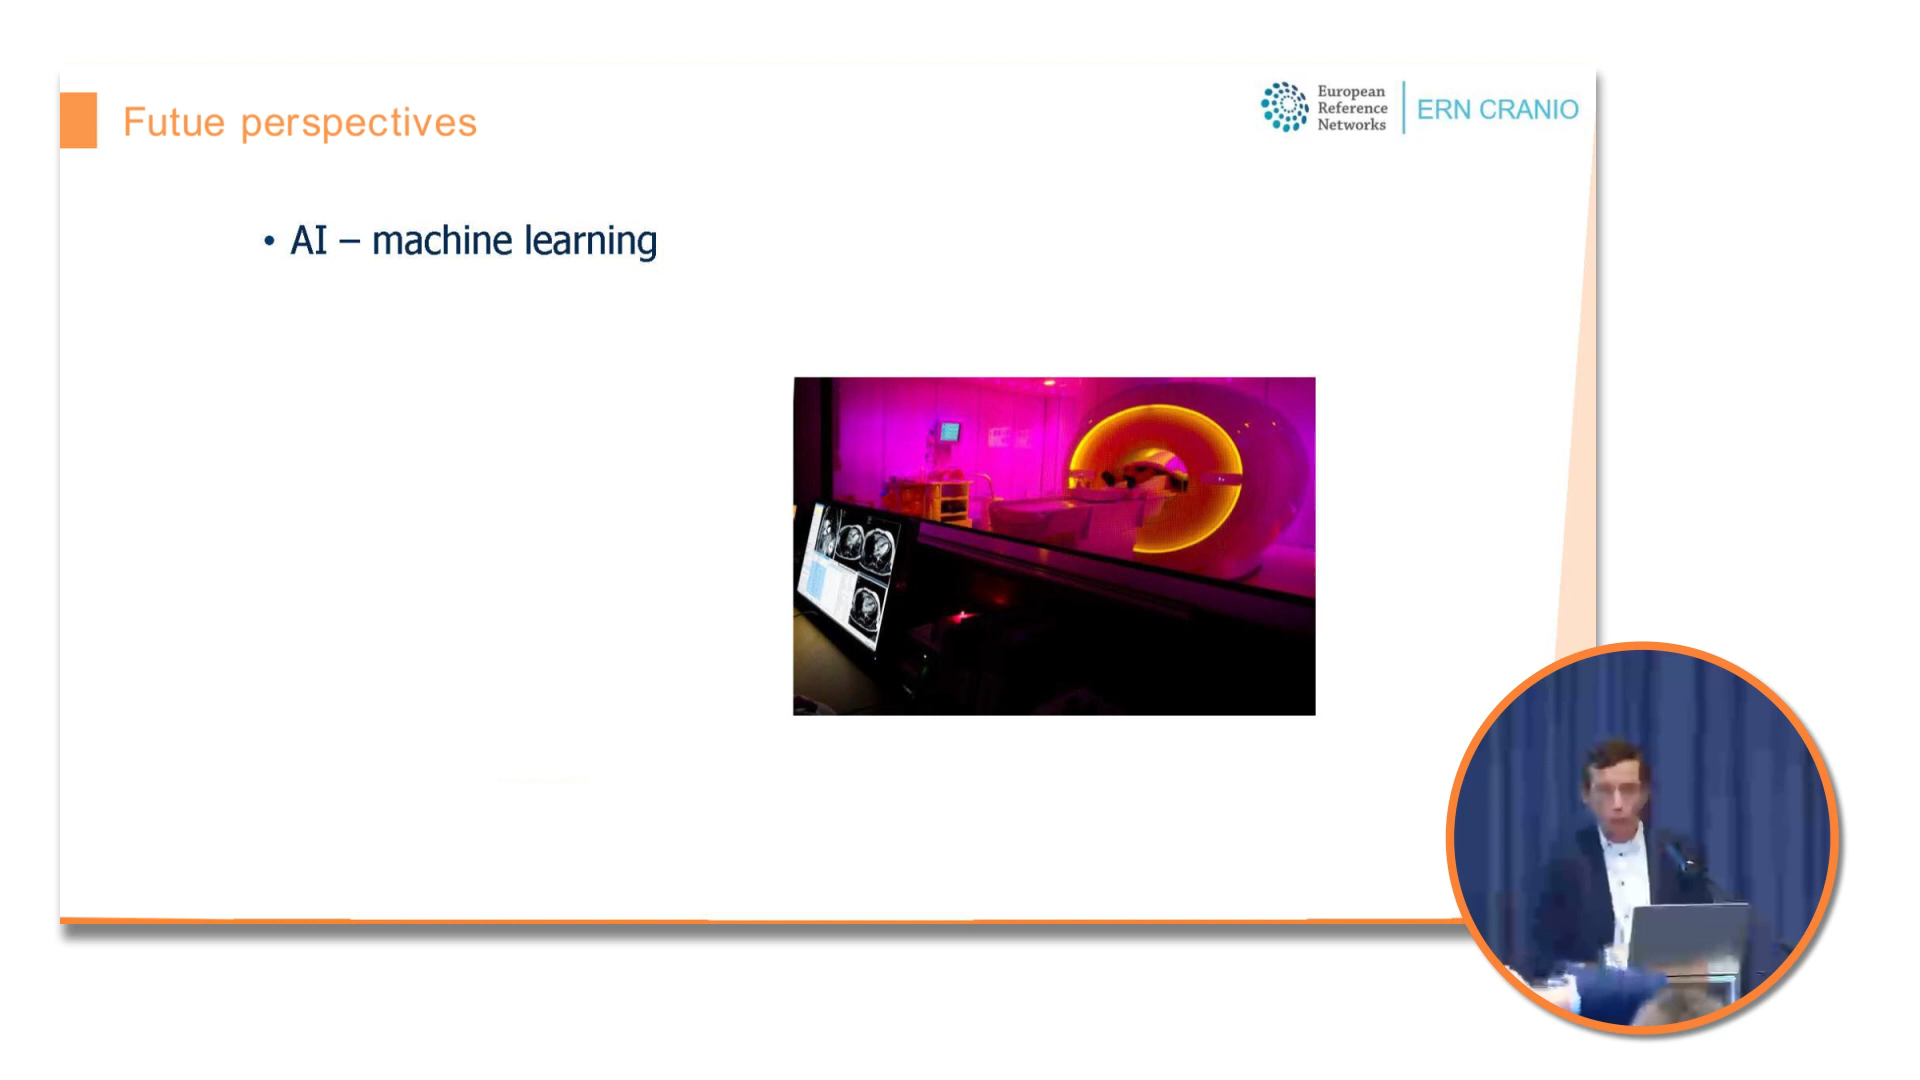 Futue perspectives
European
Reference
Networks
ERN CRANIO
• AI – machine learning